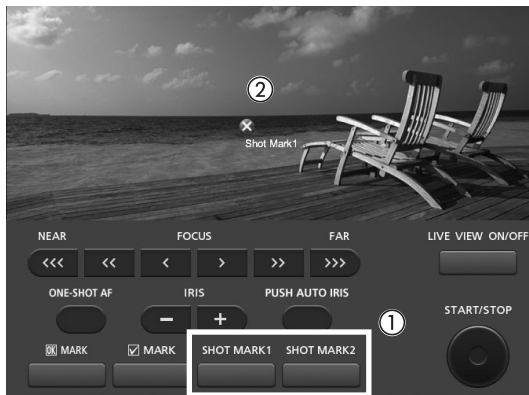 ②
Shot Mark1
NEAR FOCUS FAR
LIVE VIEW ON/OFF
<<< << < > >> >>>
ONE-SHOT AF IRIS PUSH AUTO IRIS
①
START/STOP
− +
OK MARK ☑ MARK SHOT MARK1 SHOT MARK2